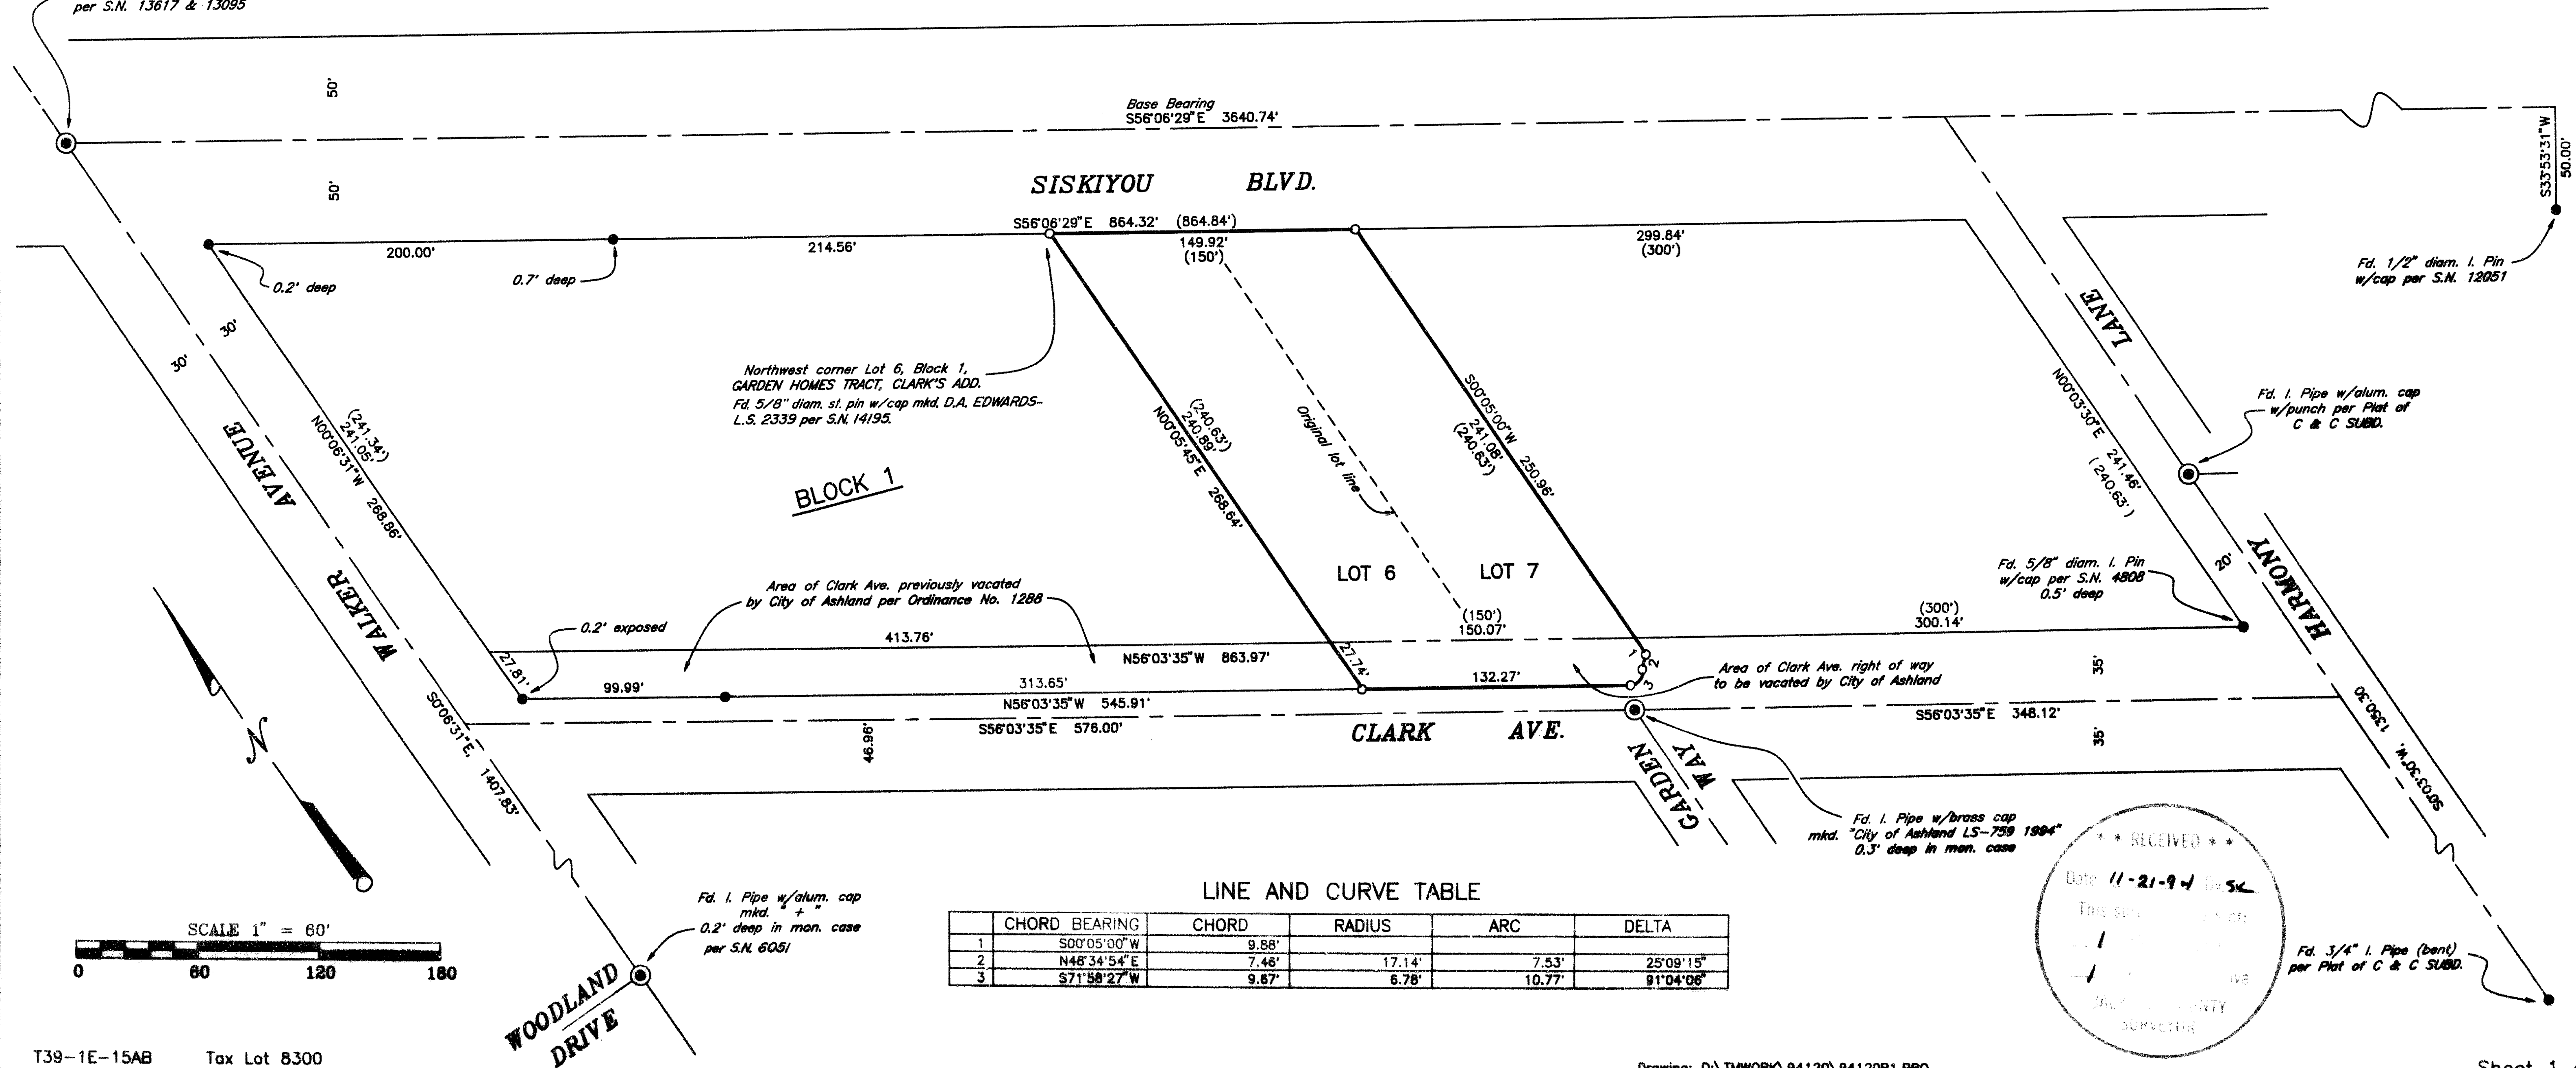 per S.N. 13617 & 13095
50'
Base Bearing
S56°06'29"E 3640.74'
S33°53'31"W
50.00'
50'
SISKIYOU BLVD.
S56°06'29"E 864.32' (864.84')
200.00'
214.56'
149.92'
(150')
299.84'
(300')
0.2' deep
0.7' deep
Fd. 1/2" diam. I. Pin
w/cap per S.N. 12051
30'
30'
Northwest corner Lot 6, Block 1,
GARDEN HOMES TRACT, CLARK'S ADD.
Fd. 5/8" diam. st. pin w/cap mkd. D.A. EDWARDS-
L.S. 2339 per S.N. 14195.
(241.34')
241.05'
N00°06'31"W 268.86'
WALKER AVENUE
BLOCK 1
(240.63')
240.89'
N00°05'45"E 268.64'
Original lot line
S00°05'00"W 250.96'
241.08'
(240.63')
N00°03'30"E 241.46'
(240.63')
HARMONY LANE
Fd. I. Pipe w/alum. cap
w/punch per Plat of
C & C SUBD.
LOT 6
LOT 7
Fd. 5/8" diam. I. Pin
w/cap per S.N. 4808
0.5' deep
20'
Area of Clark Ave. previously vacated
by City of Ashland per Ordinance No. 1288
0.2' exposed
413.76'
(150')
150.07'
(300')
300.14'
N56°03'35"W 863.97'
27.81'
27.74'
1
2
3
99.99'
313.65'
132.27'
Area of Clark Ave. right of way
to be vacated by City of Ashland
35'
N56°03'35"W 545.91'
S56°03'35"E 576.00'
S56°03'35"E 348.12'
46.96'
CLARK AVE.
35'
S0°06'31"E, 1407.83'
S0°03'30"W, 1350.30
GARDEN WAY
Fd. I. Pipe w/brass cap
mkd. "City of Ashland LS-759 1994"
0.3' deep in mon. case
N
Fd. I. Pipe w/alum. cap
mkd. " + "
0.2' deep in mon. case
per S.N. 6051
WOODLAND DRIVE
SCALE 1" = 60'
0 60 120 180
LINE AND CURVE TABLE
CHORD BEARING CHORD RADIUS ARC DELTA
1 S00°05'00"W 9.88'
2 N48°34'54"E 7.46' 17.14' 7.53' 25°09'15"
3 S71°58'27"W 9.67' 6.78' 10.77' 91°04'06"
* * RECEIVED * *
Date 11-21-94 By SK
This
SURVEYOR
Fd. 3/4" I. Pipe (bent)
per Plat of C & C SUBD.
T39-1E-15AB Tax Lot 8300
Drawing: D:\TMWORK\94120\94120B1.PRO
Sheet 1